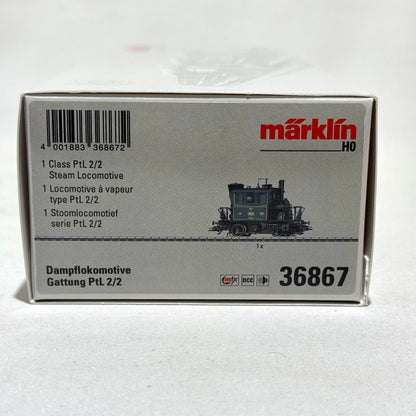 märklin
H0
4 001883 368672
1 Class PtL 2/2
Steam Locomotive
1 Locomotive à vapeur
type PtL 2/2
1 Stoomlocomotief
serie PtL 2/2
1x
Dampflokomotive
Gattung PtL 2/2
mfx
DCC
36867